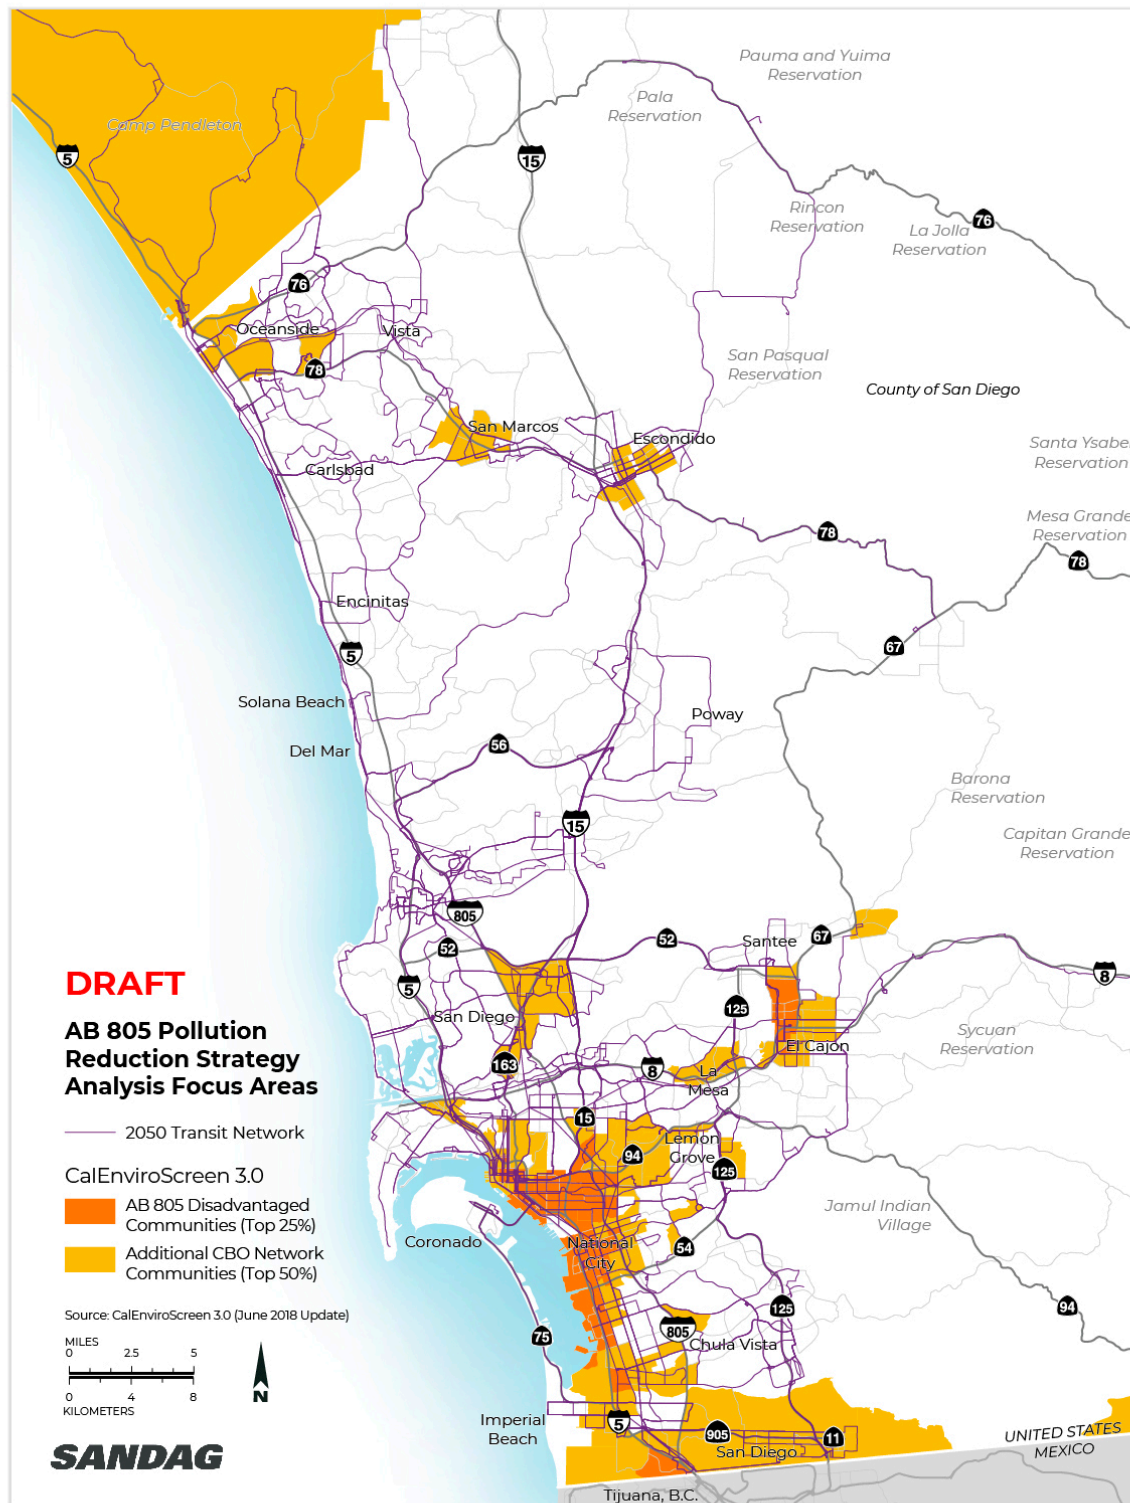 Pauma and Yuima
Reservation
Pala
Reservation
Camp Pendleton
5
15
Rincon
Reservation
La Jolla
Reservation
76
76
Oceanside
Vista
78
San Pasqual
Reservation
County of San Diego
San Marcos
Escondido
Santa Ysabe
Reservation
Carlsbad
Mesa Grande
Reservation
78
78
Encinitas
5
67
Solana Beach
Poway
Del Mar
56
Barona
Reservation
15
Capitan Grande
Reservation
805
52
52
Santee
67
8
5
San Diego
125
Sycuan
Reservation
El Cajon
163
8
La
Mesa
15
94
Lemon
Grove
125
Jamul Indian
Village
Coronado
National
City
54
125
94
75
805
Chula Vista
Imperial
Beach
5
905
San Diego
11
UNITED STATES
MEXICO
Tijuana, B.C.
DRAFT
AB 805 Pollution
Reduction Strategy
Analysis Focus Areas
2050 Transit Network
CalEnviroScreen 3.0
AB 805 Disadvantaged
Communities (Top 25%)
Additional CBO Network
Communities (Top 50%)
Source: CalEnviroScreen 3.0 (June 2018 Update)
MILES
0 2.5 5
0 4 8
KILOMETERS
N
SANDAG